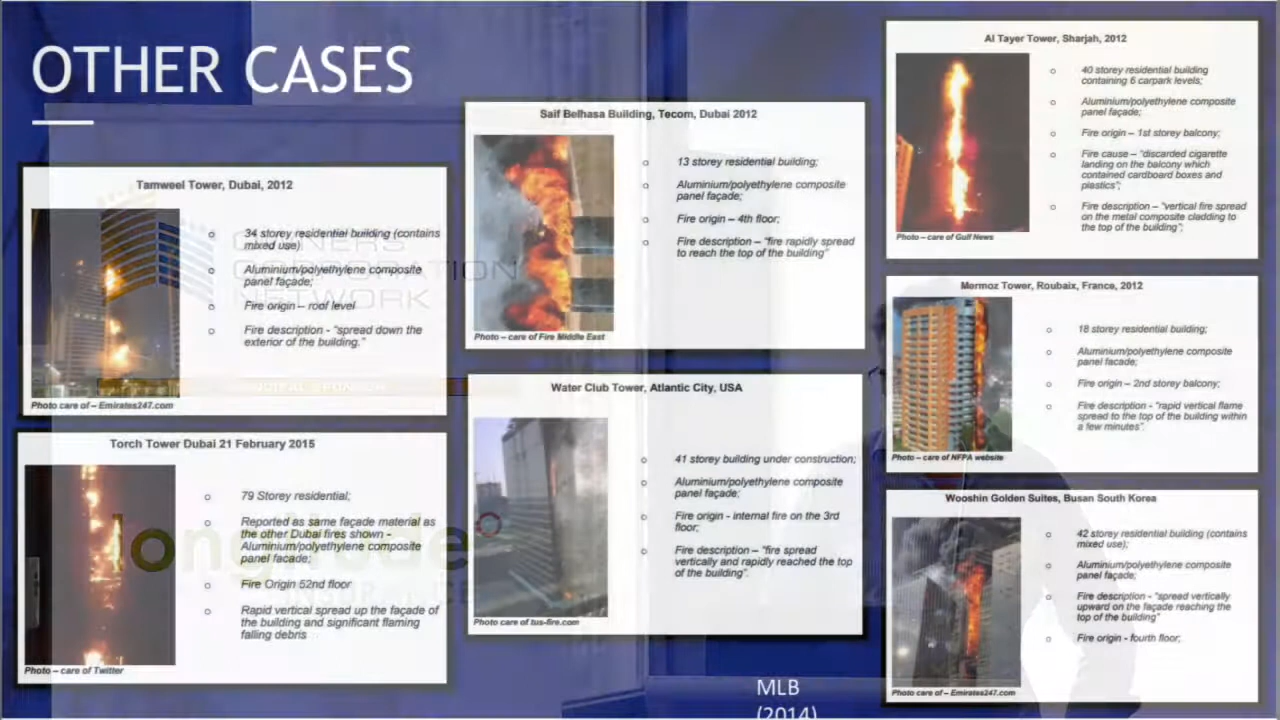 OTHER CASES
Tamweel Tower, Dubai, 2012
34 storey residential building (contains
mixed use)
Aluminium/polyethylene composite
panel façade;
Fire origin – roof level
Fire description - "spread down the
exterior of the building."
Photo care of – Emirates247.com
Torch Tower Dubai 21 February 2015
79 Storey residential;
Reported as same façade material as
the other Dubai fires shown -
Aluminium/polyethylene composite
panel facade;
Fire Origin 52nd floor
Rapid vertical spread up the façade of
the building and significant flaming
falling debris
Photo – care of Twitter
Saif Belhasa Building, Tecom, Dubai 2012
13 storey residential building;
Aluminium/polyethylene composite
panel façade;
Fire origin – 4th floor;
Fire description – "fire rapidly spread
to reach the top of the building"
Photo – care of Fire Middle East
Water Club Tower, Atlantic City, USA
41 storey building under construction;
Aluminium/polyethylene composite
panel façade;
Fire origin - internal fire on the 3rd
floor;
Fire description – "fire spread
vertically and rapidly reached the top
of the building".
Photo care of tus-fire.com
Al Tayer Tower, Sharjah, 2012
40 storey residential building
containing 6 carpark levels;
Aluminium/polyethylene composite
panel façade;
Fire origin – 1st storey balcony;
Fire cause – "discarded cigarette
landing on the balcony which
contained cardboard boxes and
plastics";
Fire description – "vertical fire spread
on the metal composite cladding to
the top of the building";
Photo – care of Gulf News
Mermoz Tower, Roubaix, France, 2012
18 storey residential building;
Aluminium/polyethylene composite
panel facade;
Fire origin – 2nd storey balcony;
Fire description - "rapid vertical flame
spread to the top of the building within
a few minutes".
Photo – care of NFPA website
Wooshin Golden Suites, Busan South Korea
42 storey residential building (contains
mixed use);
Aluminium/polyethylene composite
panel façade;
Fire description - "spread vertically
upward on the façade reaching the
top of the building"
Fire origin - fourth floor;
Photo – care of – Emirates247.com
MLB
(2014)
OWNERS
CORPORATION
NETWORK